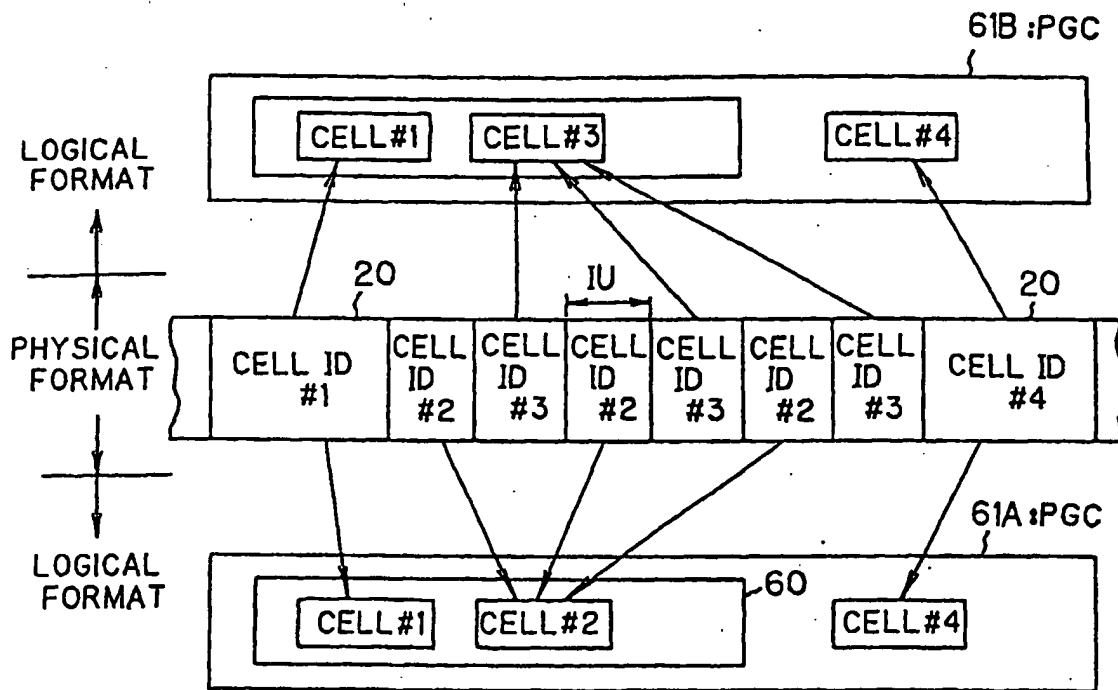 61B:PGC
CELL#1
CELL#3
CELL#4
LOGICAL
FORMAT
IU
20
20
PHYSICAL
FORMAT
CELL ID
#1
CELL
ID
#2
CELL
ID
#3
CELL
ID
#2
CELL
ID
#3
CELL
ID
#2
CELL
ID
#3
CELL ID
#4
61A:PGC
LOGICAL
FORMAT
60
CELL#1
CELL#2
CELL#4